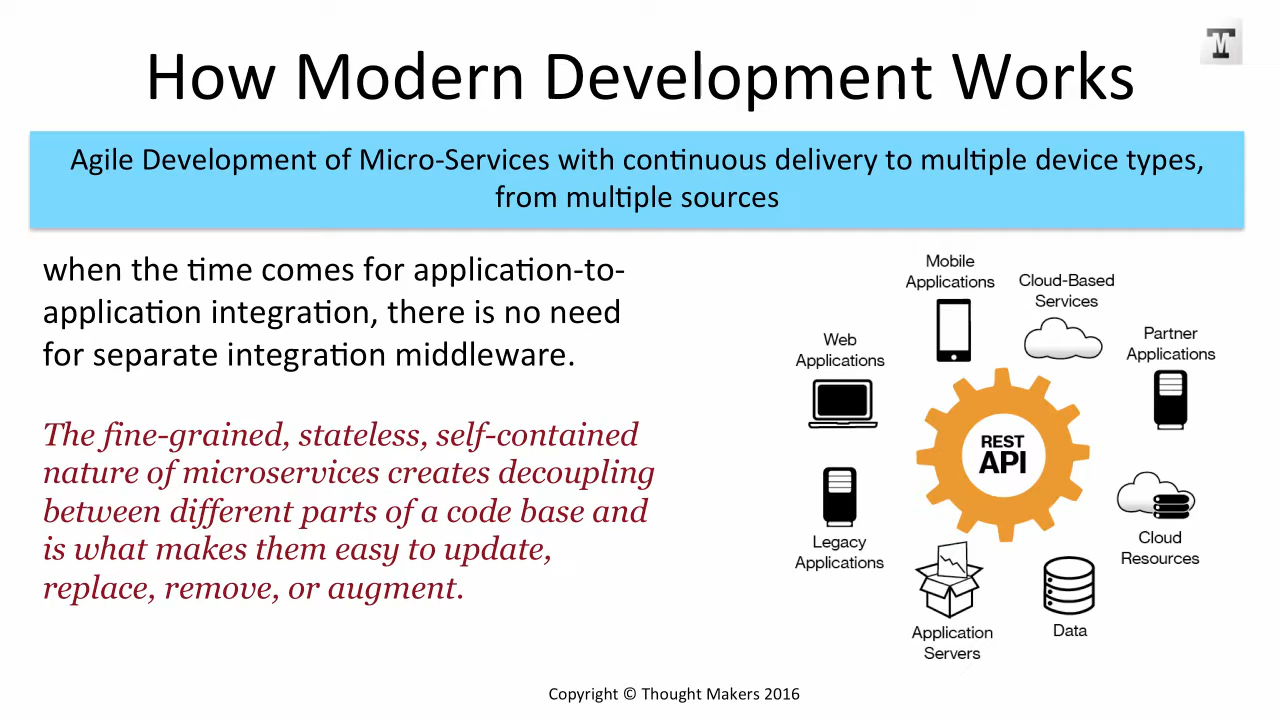 TM
How Modern Development Works
Agile Development of Micro-Services with continuous delivery to multiple device types,
from multiple sources
when the time comes for application-to-
application integration, there is no need
for separate integration middleware.
The fine-grained, stateless, self-contained
nature of microservices creates decoupling
between different parts of a code base and
is what makes them easy to update,
replace, remove, or augment.
Mobile
Applications
Cloud-Based
Services
Partner
Applications
Web
Applications
REST
API
Legacy
Applications
Cloud
Resources
Application
Servers
Data
Copyright © Thought Makers 2016